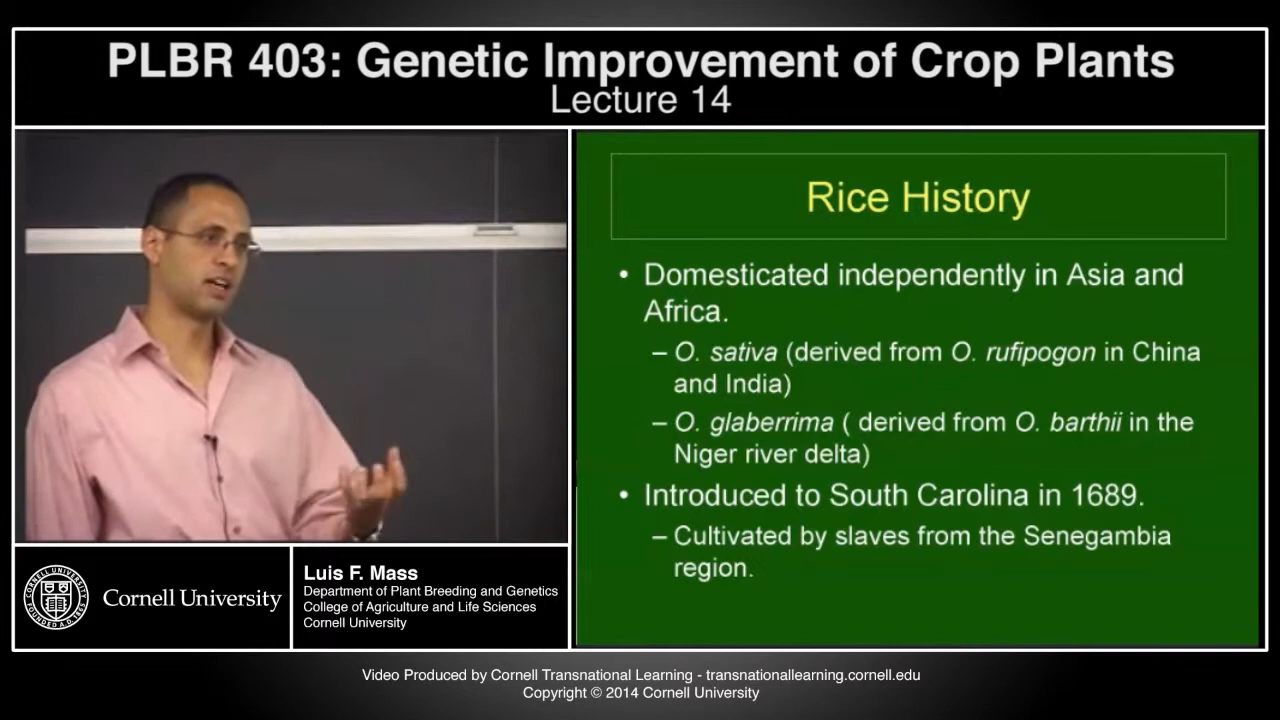 PLBR 403: Genetic Improvement of Crop Plants
Lecture 14
Rice History
• Domesticated independently in Asia and
Africa.
– O. sativa (derived from O. rufipogon in China
and India)
– O. glaberrima ( derived from O. barthii in the
Niger river delta)
• Introduced to South Carolina in 1689.
– Cultivated by slaves from the Senegambia
region.
Cornell University
Luis F. Mass
Department of Plant Breeding and Genetics
College of Agriculture and Life Sciences
Cornell University
Video Produced by Cornell Transnational Learning - transnationallearning.cornell.edu
Copyright © 2014 Cornell University